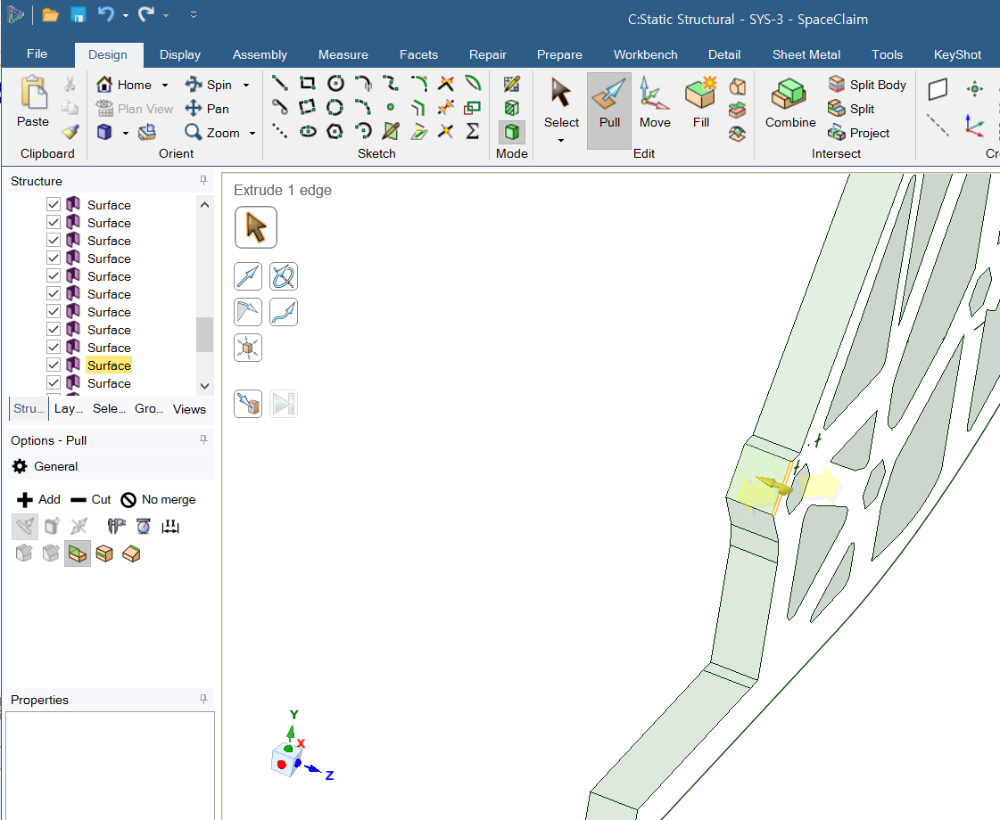 C:Static Structural - SYS-3 - SpaceClaim
File Design Display Assembly Measure Facets Repair Prepare Workbench Detail Sheet Metal Tools KeyShot
Home Spin Split Body
Plan View Pan Split
Paste Select Pull Move Fill Combine
Zoom Project
Clipboard Orient Sketch Mode Edit Intersect Cr
Structure
Extrude 1 edge
Surface
Surface
Surface
Surface
Surface
Surface
Surface
Surface
Surface
Surface
Surface
Stru... Lay... Sele... Gro... Views
Options - Pull
General
Add Cut No merge
Properties
Y
X
Z